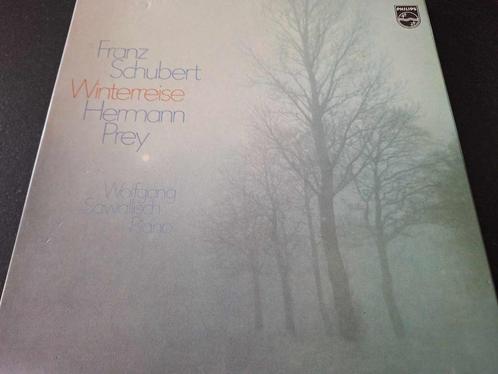 PHILIPS
Franz
Schubert
Winterreise
Hermann
Prey
Wolfgang
Sawallisch
Piano